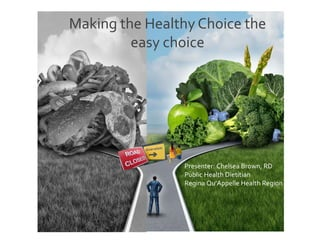 Making the Healthy Choice the
easy choice
ROAD
CLOSED
Presenter: Chelsea Brown, RD
Public Health Dietitian
Regina Qu'Appelle Health Region